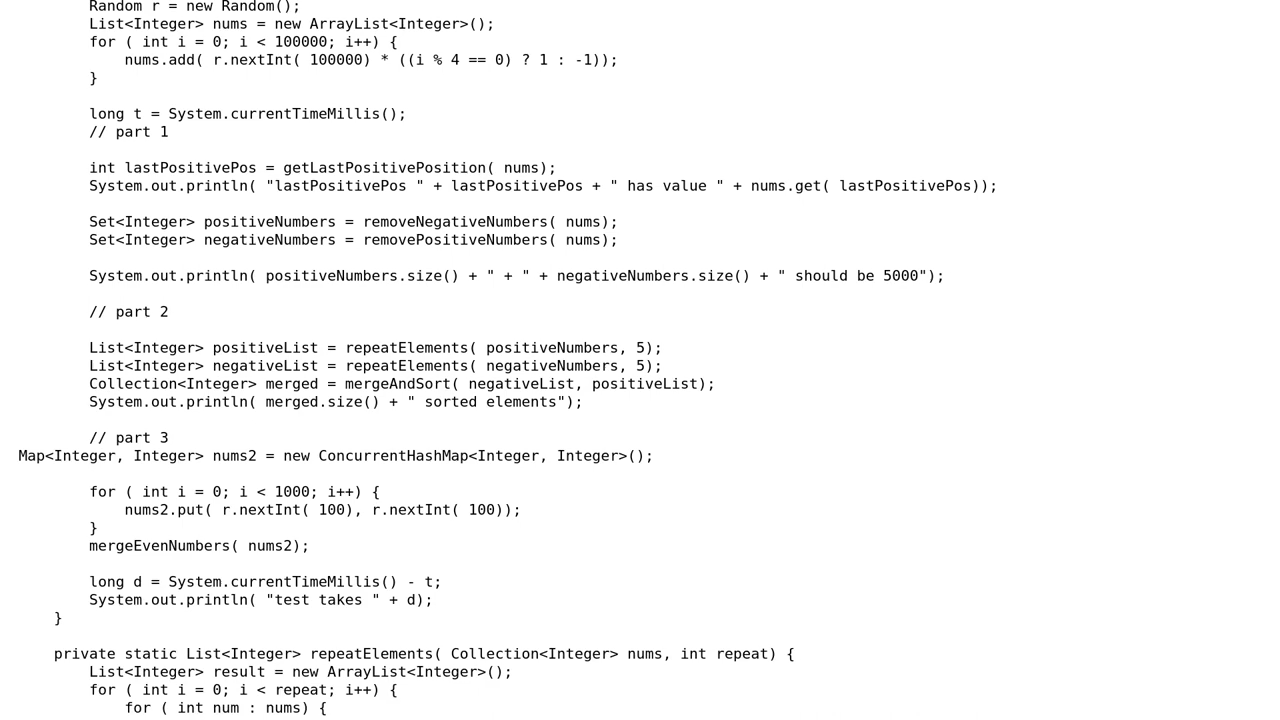 Random r = new Random();
List<Integer> nums = new ArrayList<Integer>();
for ( int i = 0; i < 100000; i++) {
nums.add( r.nextInt( 100000) * ((i % 4 == 0) ? 1 : -1));
}
long t = System.currentTimeMillis();
// part 1
int lastPositivePos = getLastPositivePosition( nums);
System.out.println( "lastPositivePos " + lastPositivePos + " has value " + nums.get( lastPositivePos));
Set<Integer> positiveNumbers = removeNegativeNumbers( nums);
Set<Integer> negativeNumbers = removePositiveNumbers( nums);
System.out.println( positiveNumbers.size() + " + " + negativeNumbers.size() + " should be 5000");
// part 2
List<Integer> positiveList = repeatElements( positiveNumbers, 5);
List<Integer> negativeList = repeatElements( negativeNumbers, 5);
Collection<Integer> merged = mergeAndSort( negativeList, positiveList);
System.out.println( merged.size() + " sorted elements");
// part 3
Map<Integer, Integer> nums2 = new ConcurrentHashMap<Integer, Integer>();
for ( int i = 0; i < 1000; i++) {
nums2.put( r.nextInt( 100), r.nextInt( 100));
}
mergeEvenNumbers( nums2);
long d = System.currentTimeMillis() - t;
System.out.println( "test takes " + d);
}
private static List<Integer> repeatElements( Collection<Integer> nums, int repeat) {
List<Integer> result = new ArrayList<Integer>();
for ( int i = 0; i < repeat; i++) {
for ( int num : nums) {